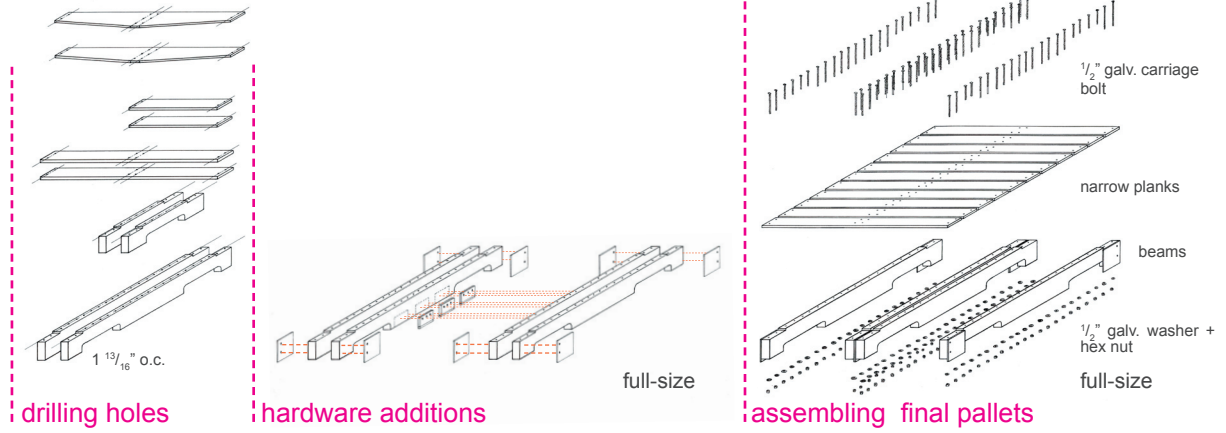 1 13/16” o.c.
drilling holes
full-size
hardware additions
1/2” galv. carriage
bolt
narrow planks
beams
1/2” galv. washer +
hex nut
full-size
assembling final pallets